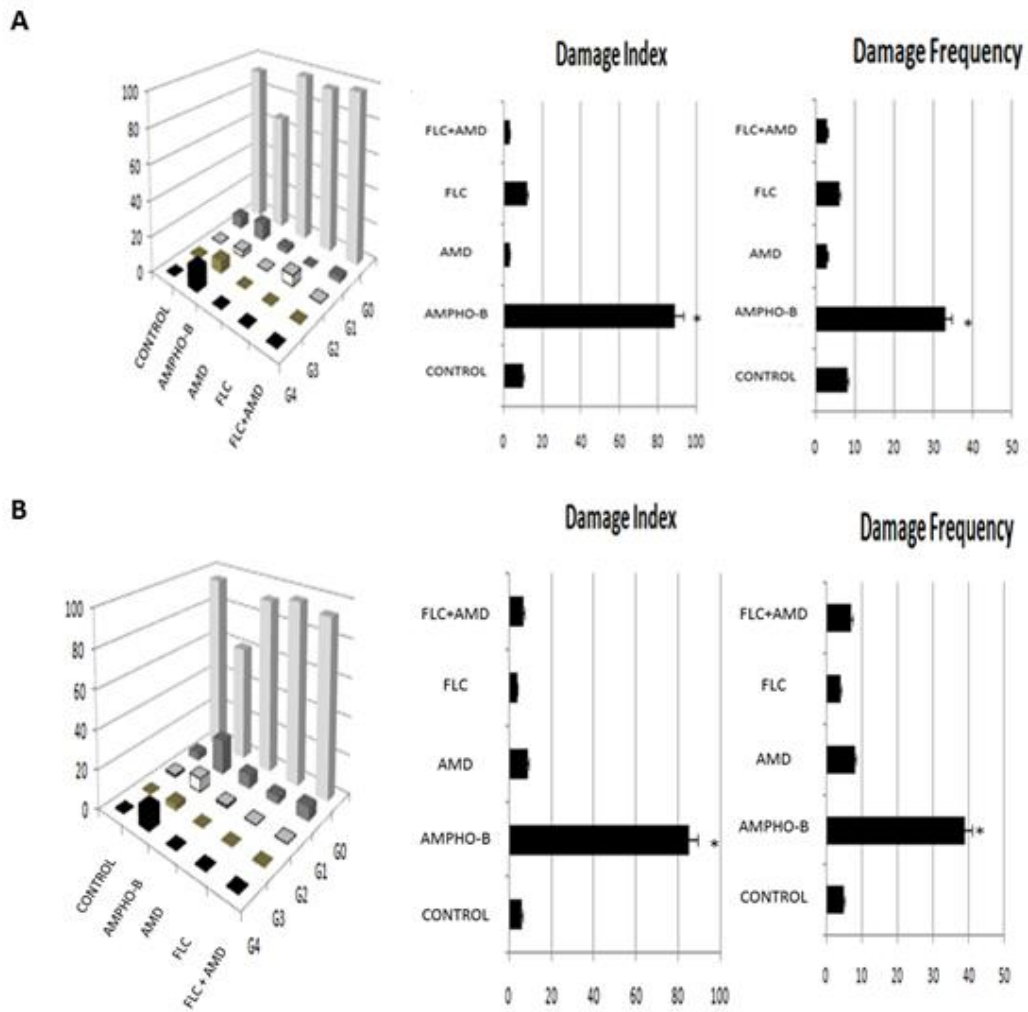 A
100
80
60
40
20
0
CONTROL
AMPHO-B
AMD
FLC
FLC+AMD
G4
G3
G2
G1
G0
Damage Index
FLC+AMD
FLC
AMD
AMPHO-B
*
CONTROL
0 20 40 60 80 100
Damage Frequency
FLC+AMD
FLC
AMD
AMPHO-B
*
CONTROL
0 10 20 30 40 50
B
100
80
60
40
20
0
CONTROL
AMPHO-B
AMD
FLC
FLC + AMD
G4
G3
G2
G1
G0
Damage Index
FLC+AMD
FLC
AMD
AMPHO-B
*
CONTROL
0 20 40 60 80 100
Damage Frequency
FLC+AMD
FLC
AMD
AMPHO-B
*
CONTROL
0 10 20 30 40 50